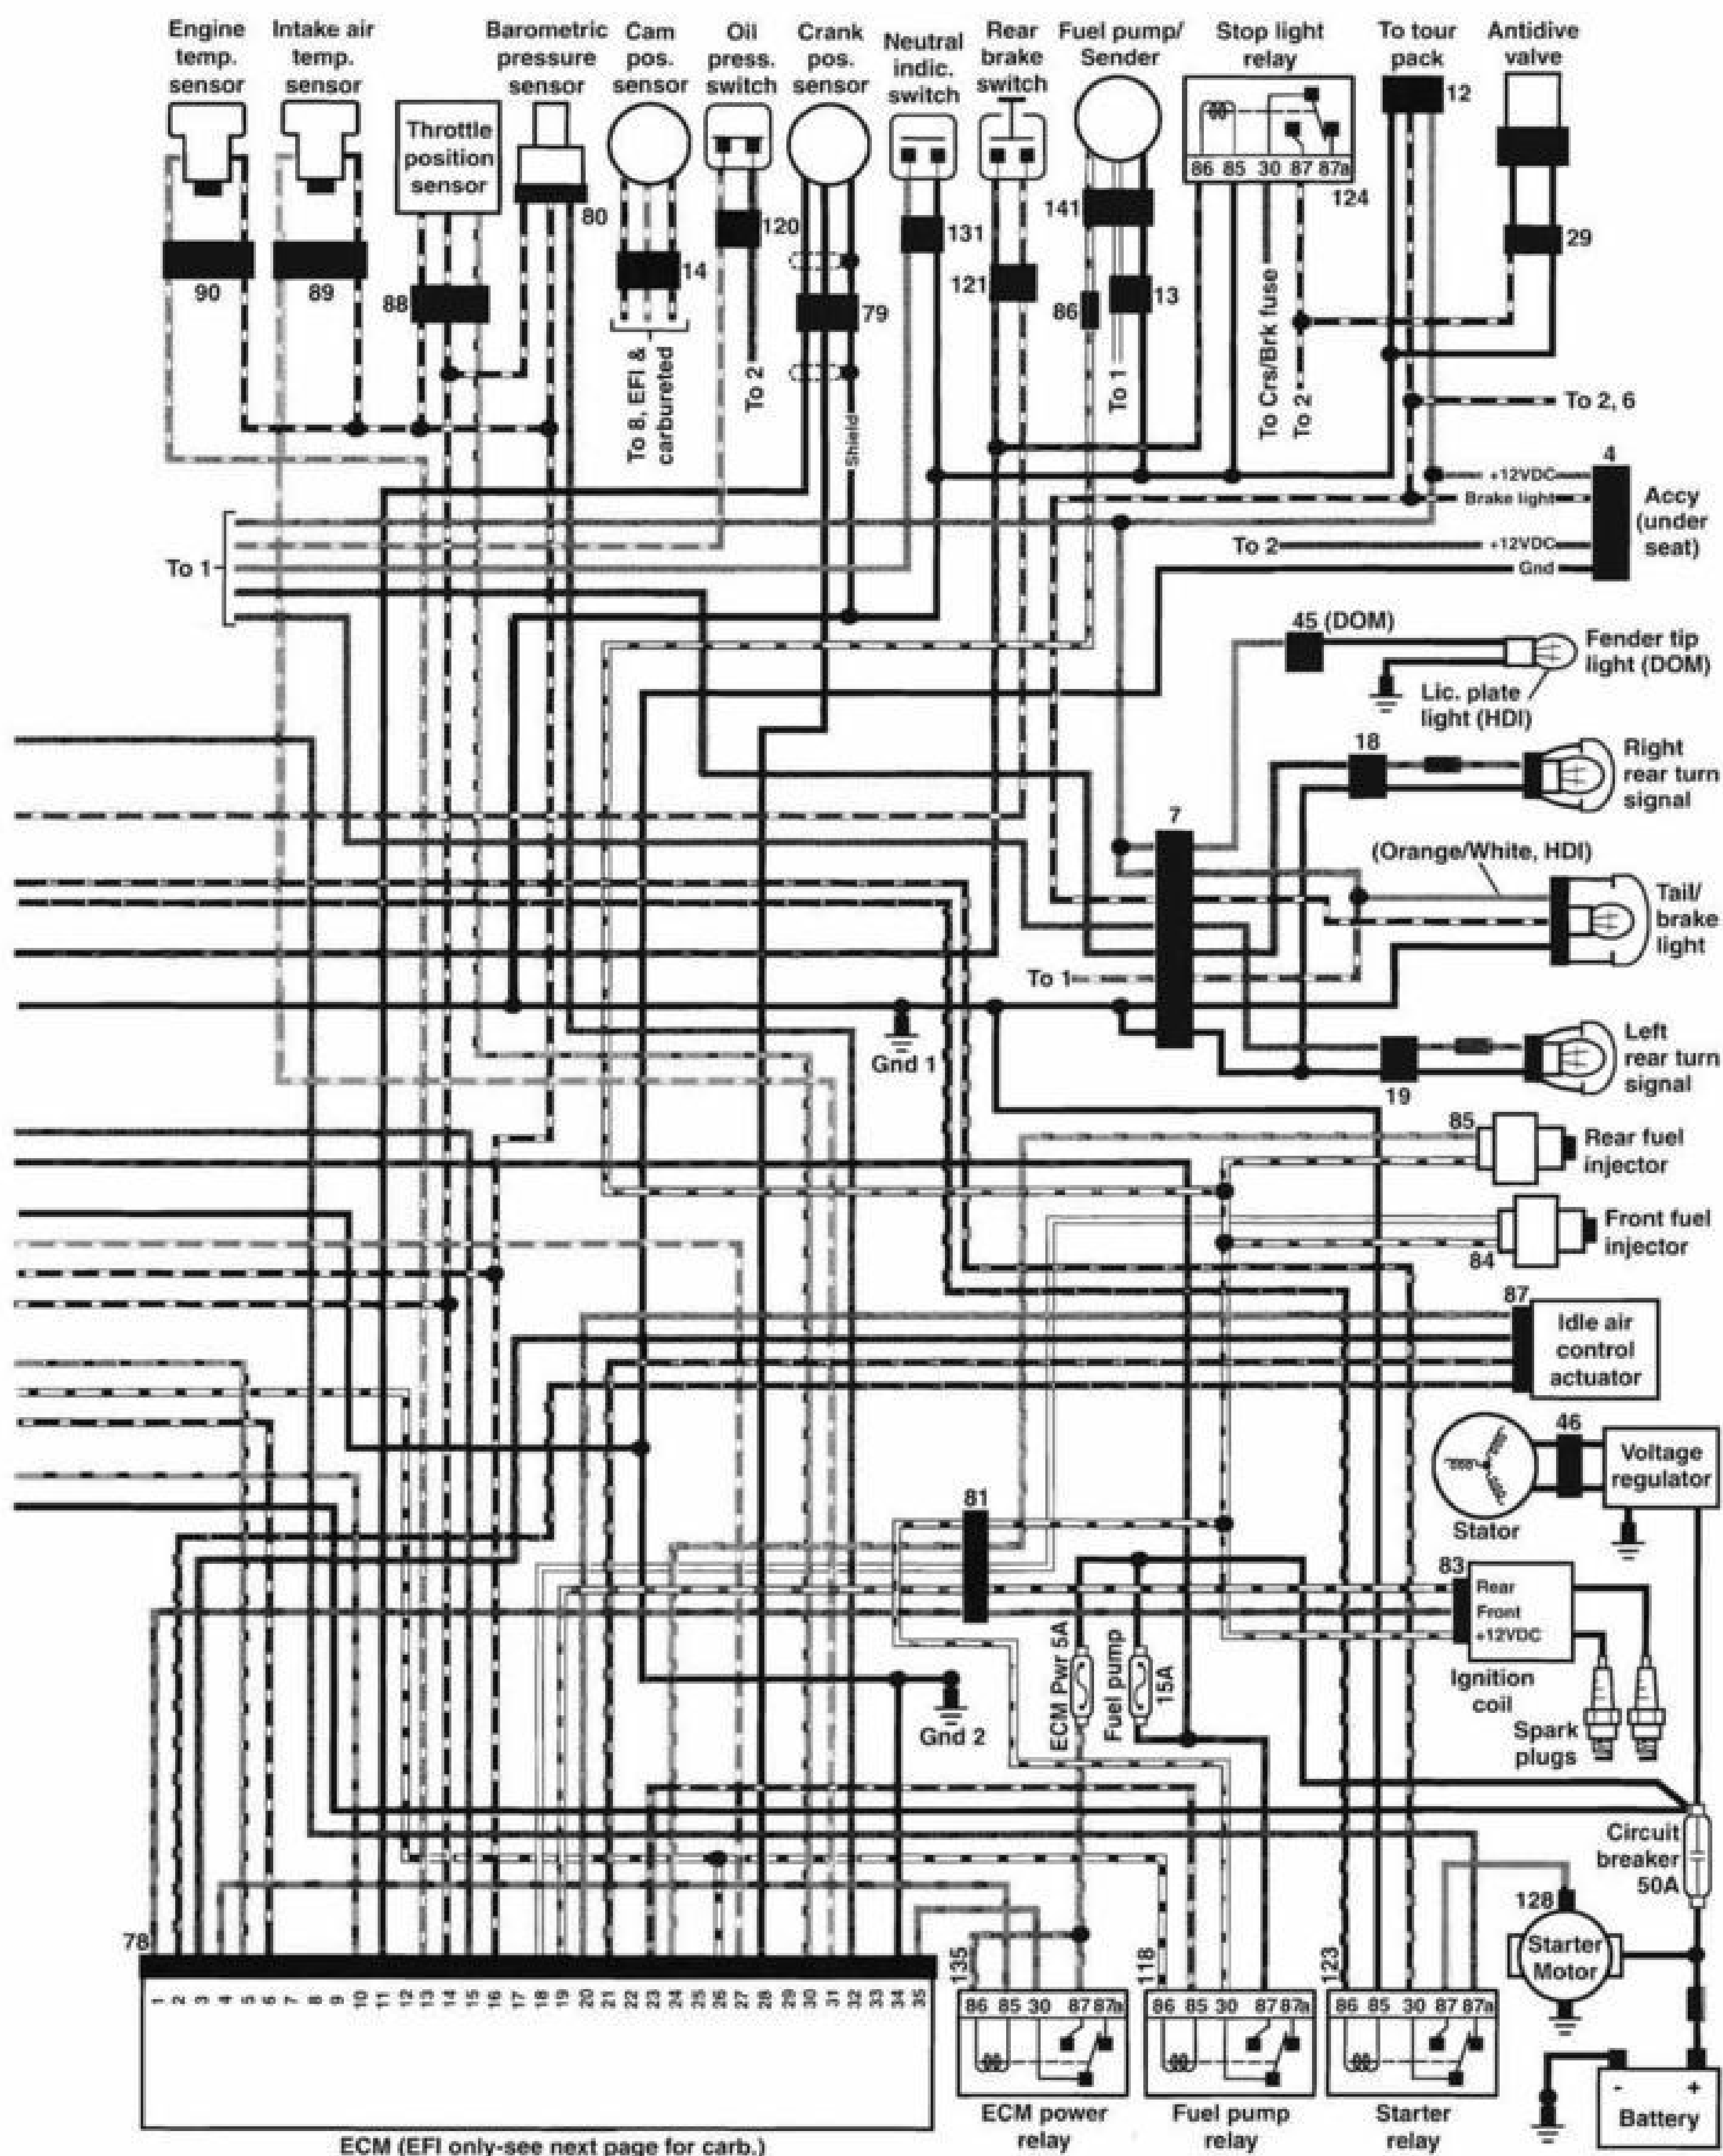 Engine
temp.
sensor
Intake air
temp.
sensor
Throttle
position
sensor
Barometric
pressure
sensor
Cam
pos.
sensor
Oil
press.
switch
Crank
pos.
sensor
Neutral
indic.
switch
Rear
brake
switch
Fuel pump/
Sender
Stop light
relay
To tour
pack
Antidive
valve
12
86 85 30 87 87a
124
80
120
131
141
29
90
89
88
14
79
121
86
13
To 8, EFI &
carbureted
To 2
Shield
To 1
To Crs/Brk fuse
To 2
To 2, 6
4
+12VDC
Brake light
To 2
+12VDC
Gnd
Accy
(under
seat)
To 1
45 (DOM)
Fender tip
light (DOM)
Lic. plate
light (HDI)
18
Right
rear turn
signal
7
(Orange/White, HDI)
Tail/
brake
light
To 1
Gnd 1
19
Left
rear turn
signal
85
Rear fuel
injector
84
Front fuel
injector
87
Idle air
control
actuator
46
Stator
Voltage
regulator
81
83
Rear
Front
+12VDC
Ignition
coil
Spark
plugs
ECM Pwr 5A
Fuel pump
15A
Gnd 2
Circuit
breaker
50A
128
Starter
Motor
78
1 2 3 4 5 6 7 8 9 10 11 12 13 14 15 16 17 18 19 20 21 22 23 24 25 26 27 28 29 30 31 32 33 34 35
135
86 85 30 87 87a
118
86 85 30 87 87a
123
86 85 30 87 87a
- +
Battery
ECM power
relay
Fuel pump
relay
Starter
relay
ECM (EFI only-see next page for carb.)